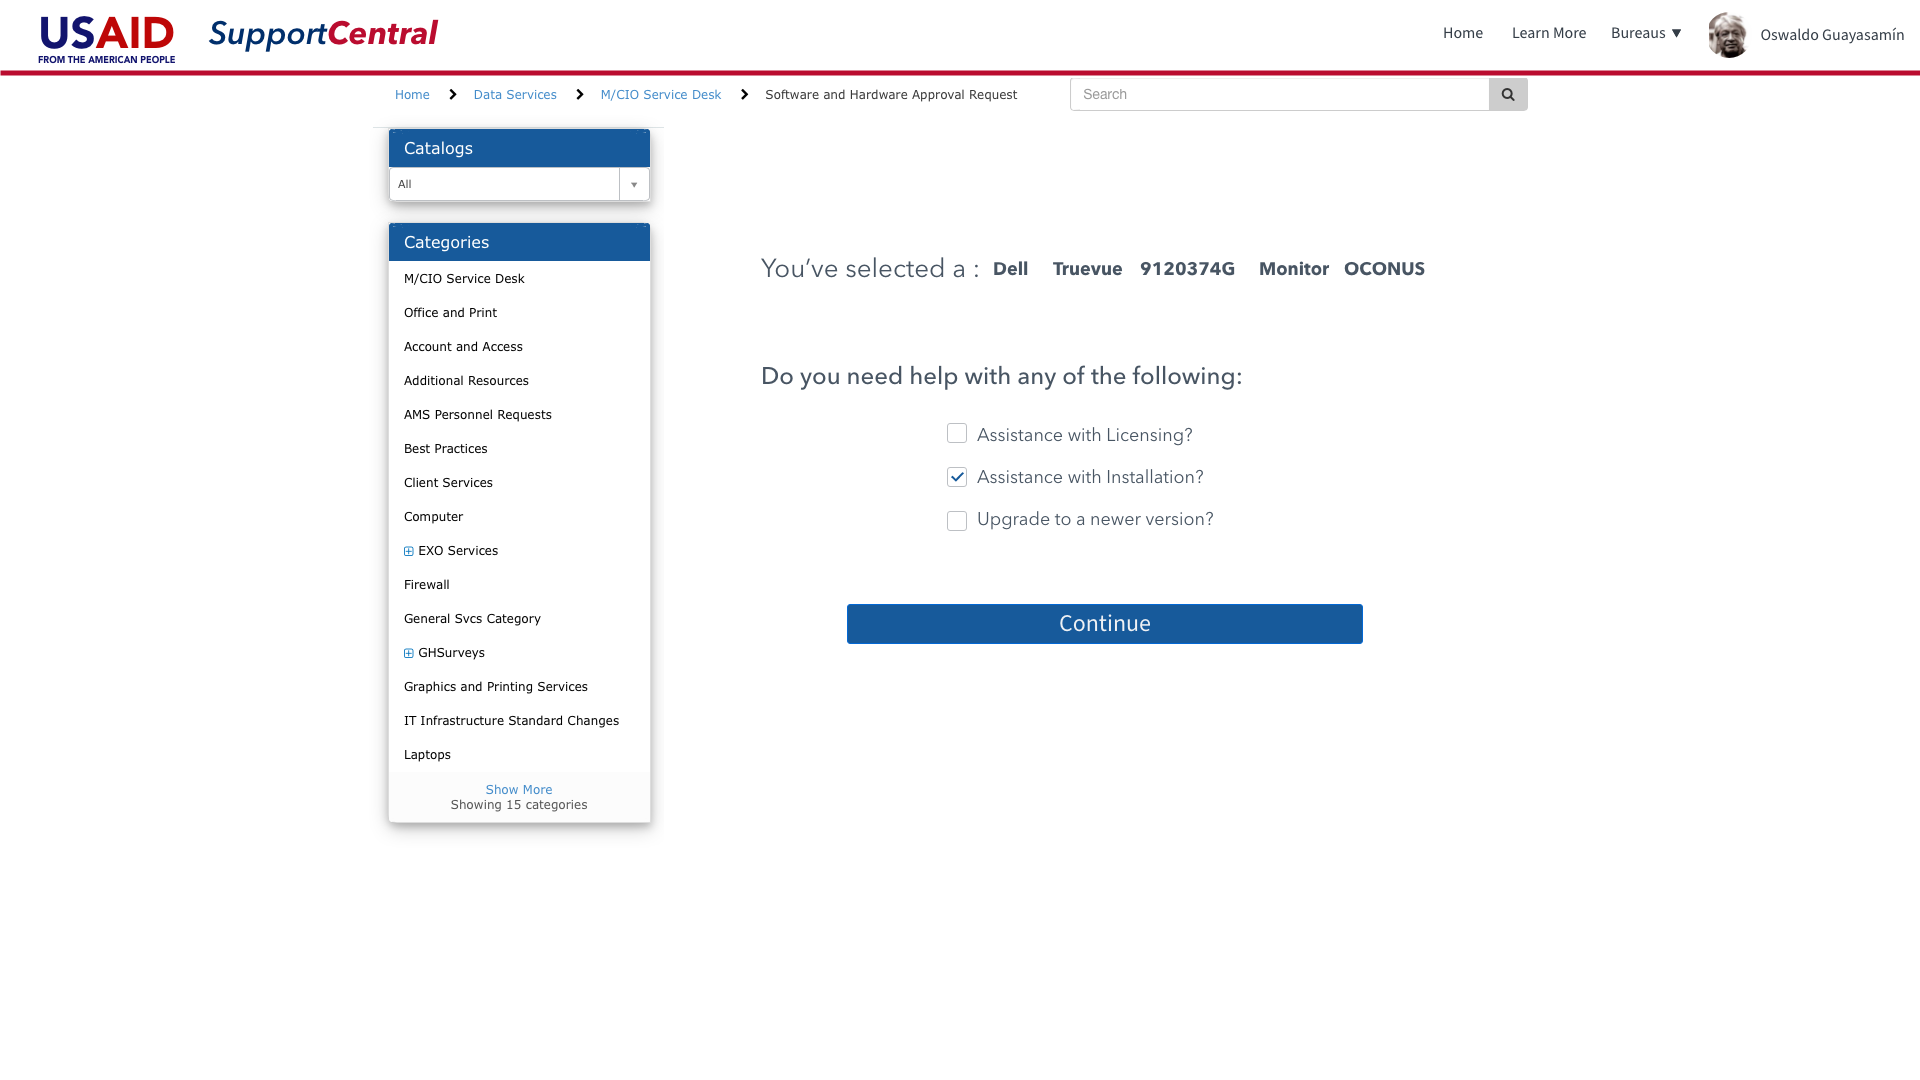 USAID
FROM THE AMERICAN PEOPLE
SupportCentral
Home Learn More Bureaus ▼ Oswaldo Guayasamín
Home Data Services M/CIO Service Desk Software and Hardware Approval Request
Search
Catalogs
All
Categories
M/CIO Service Desk
Office and Print
Account and Access
Additional Resources
AMS Personnel Requests
Best Practices
Client Services
Computer
EXO Services
Firewall
General Svcs Category
GHSurveys
Graphics and Printing Services
IT Infrastructure Standard Changes
Laptops
Show More
Showing 15 categories
You’ve selected a : Dell Truevue 9120374G Monitor OCONUS
Do you need help with any of the following:
Assistance with Licensing?
Assistance with Installation?
Upgrade to a newer version?
Continue